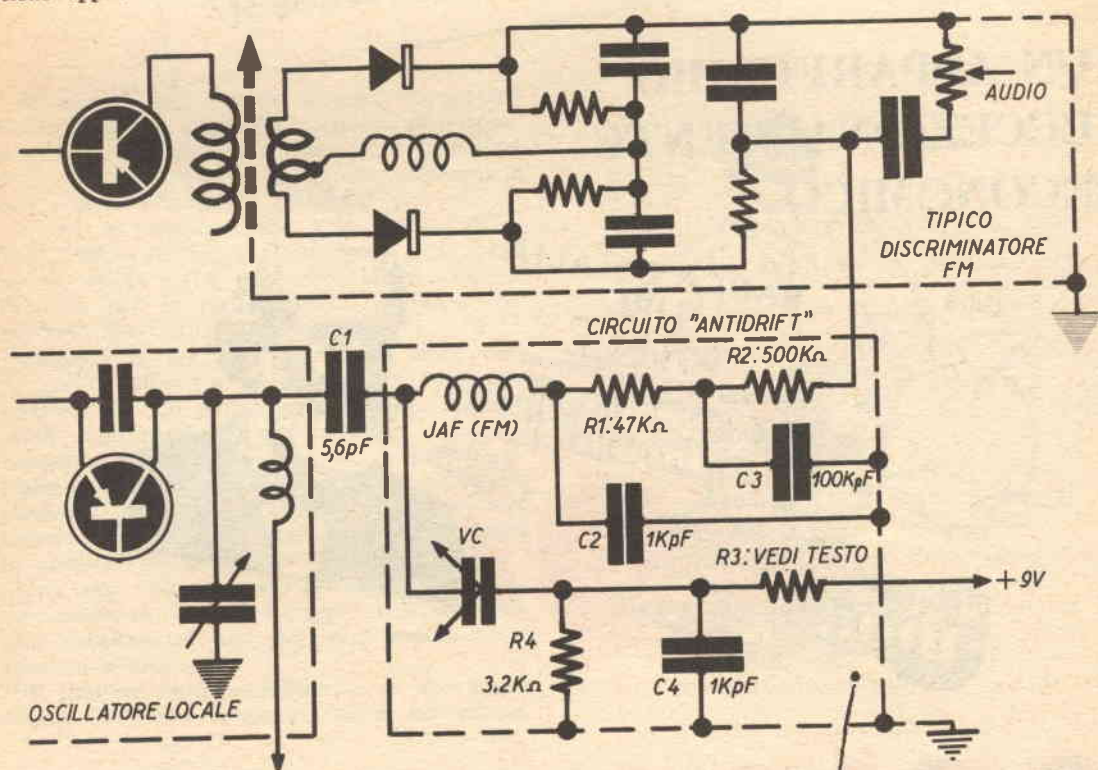 AUDIO
TIPICO
DISCRIMINATORE
FM
CIRCUITO "ANTIDRIFT"
C1
R2:500KΩ
5,6pF
JAF (FM)
R1:47KΩ
C3
100KpF
VC
C2
1KpF
R3:VEDI TESTO
+9V
R4
3,2KΩ
C4
1KpF
OSCILLATORE LOCALE